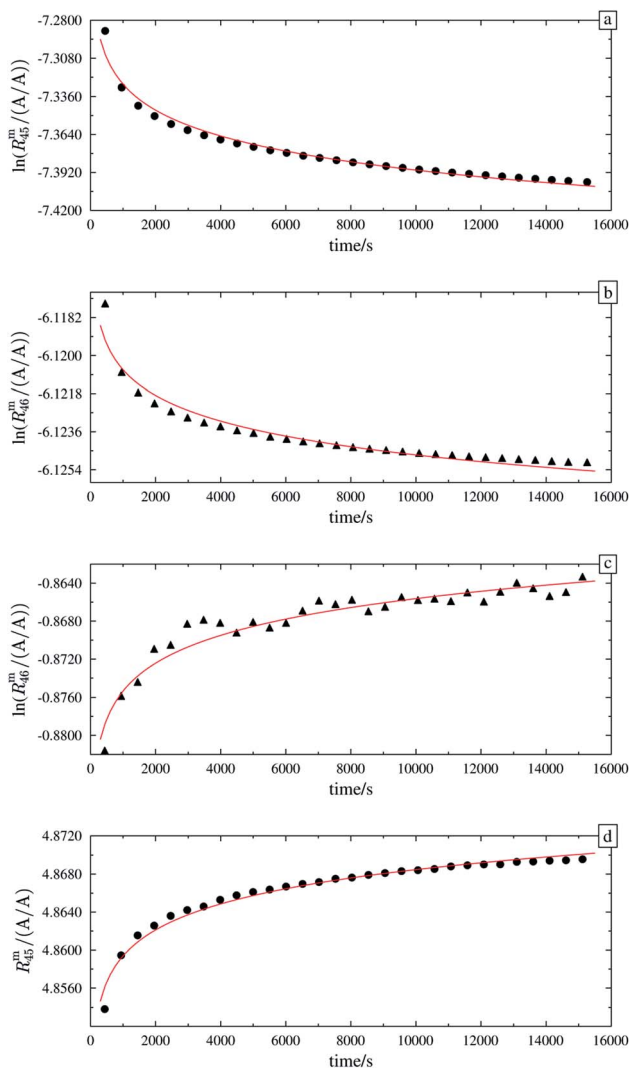 a
-7.2800
-7.3080
-7.3360
-7.3640
-7.3920
-7.4200
ln(R^m_45/(A/A))
0 2000 4000 6000 8000 10000 12000 14000 16000
time/s
b
-6.1182
-6.1200
-6.1218
-6.1236
-6.1254
ln(R^m_46/(A/A))
0 2000 4000 6000 8000 10000 12000 14000 16000
time/s
c
-0.8640
-0.8680
-0.8720
-0.8760
-0.8800
ln(R^m_46/(A/A))
0 2000 4000 6000 8000 10000 12000 14000 16000
time/s
d
4.8720
4.8680
4.8640
4.8600
4.8560
R^m_45/(A/A)
0 2000 4000 6000 8000 10000 12000 14000 16000
time/s